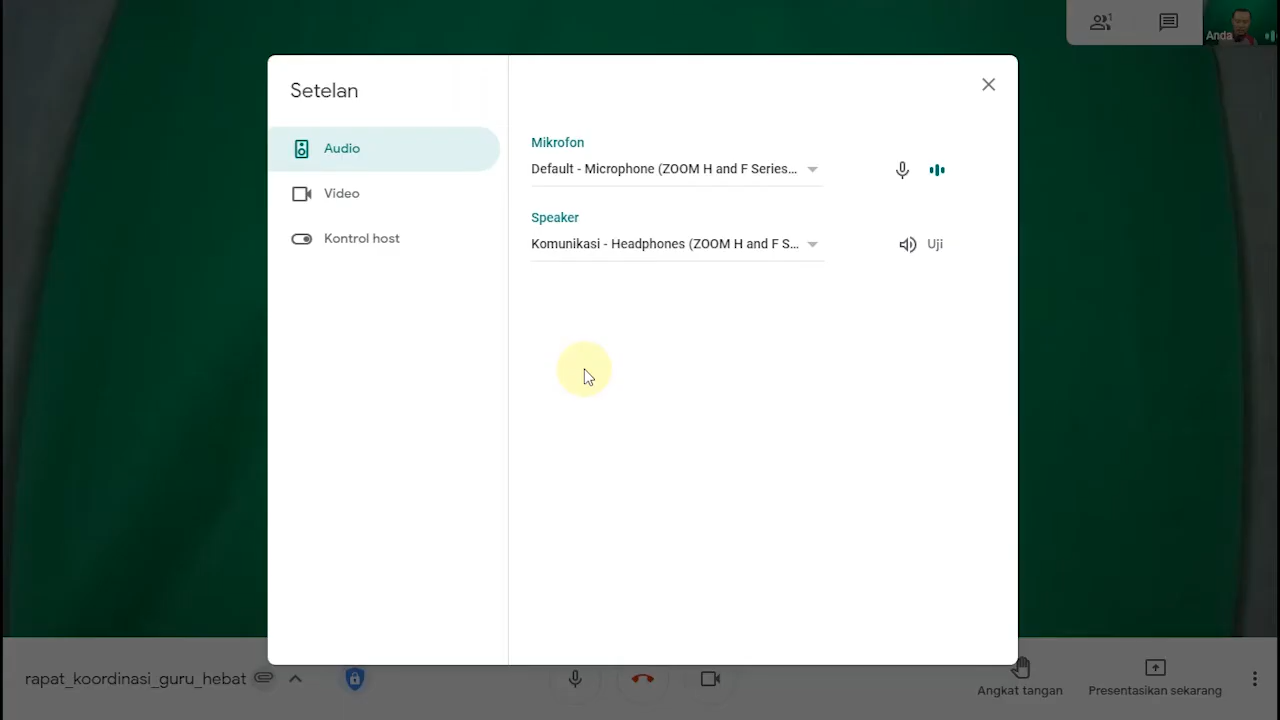 1
Anda
Setelan
Audio
Video
Kontrol host
Mikrofon
Default - Microphone (ZOOM H and F Series...
Speaker
Komunikasi - Headphones (ZOOM H and F S...
Uji
rapat_koordinasi_guru_hebat
Angkat tangan
Presentasikan sekarang